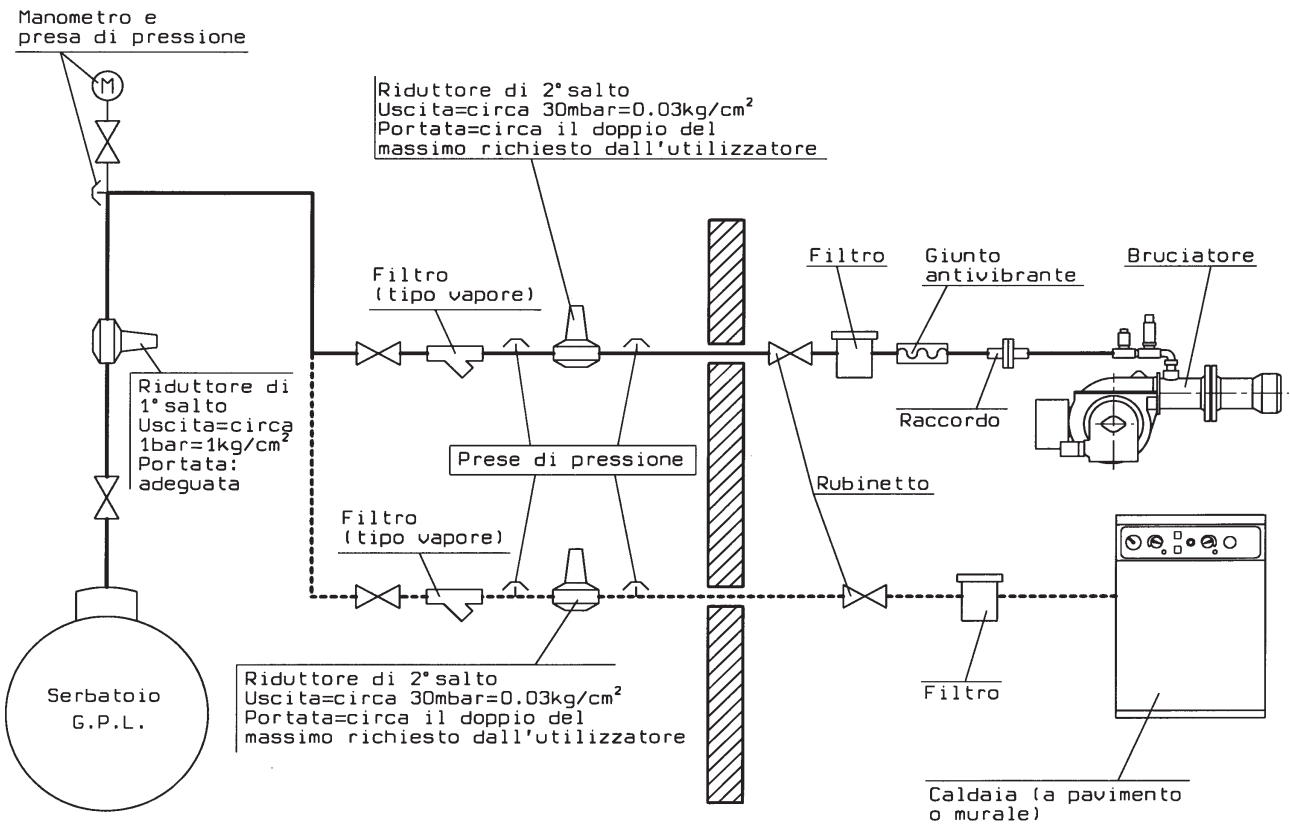 Manometro e
presa di pressione
M
Riduttore di 2° salto
Uscita=circa 30mbar=0.03kg/cm²
Portata=circa il doppio del
massimo richiesto dall'utilizzatore
Filtro
(tipo vapore)
Filtro
Giunto
antivibrante
Bruciatore
Riduttore di
1° salto
Uscita=circa
1bar=1kg/cm²
Portata:
adeguata
Raccordo
Prese di pressione
Rubinetto
Filtro
(tipo vapore)
Serbatoio
G.P.L.
Riduttore di 2° salto
Uscita=circa 30mbar=0.03kg/cm²
Portata=circa il doppio del
massimo richiesto dall'utilizzatore
Filtro
Caldaia (a pavimento
o murale)